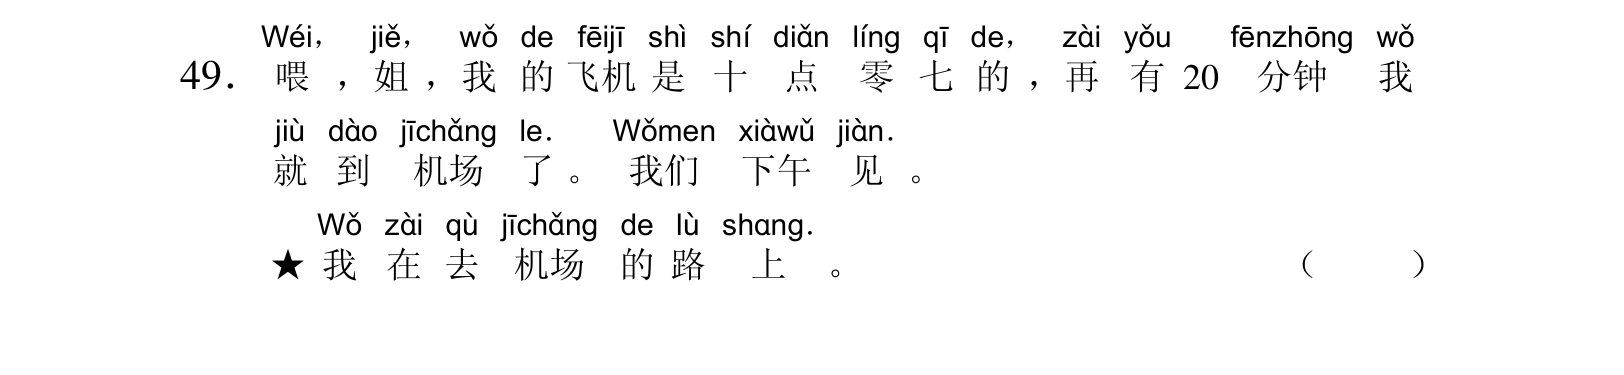 Wéi, jiě, wǒ de fēijī shì shí diǎn líng qī de, zài yǒu fēnzhōng wǒ
49. 喂，姐，我的飞机是十点零七的，再有20分钟我
jiù dào jīchǎng le. Wǒmen xiàwǔ jiàn.
就到机场了。我们下午见。
Wǒ zài qù jīchǎng de lù shang.
★我在去机场的路上。（　　）